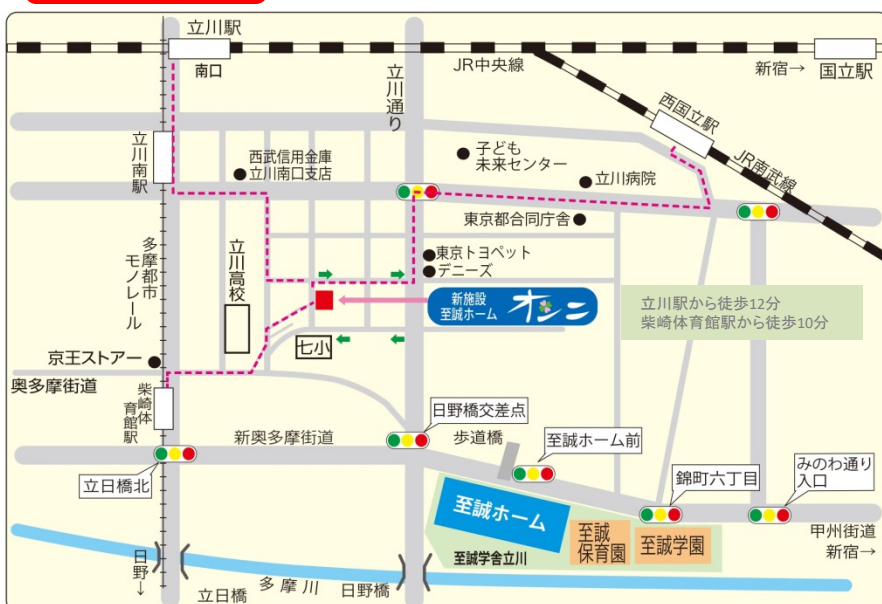 立川駅
南口
JR中央線
新宿→
国立駅
立川通り
西国立駅
JR南武線
立川南駅
西武信用金庫
立川南口支店
子ども
未来センター
立川病院
東京都合同庁舎
多摩都市
モノレール
立川高校
東京トヨペット
デニーズ
新施設
至誠ホーム
オンニ
立川駅から徒歩12分
柴崎体育館駅から徒歩10分
七小
京王ストアー
奥多摩街道
柴崎体
育館駅
新奥多摩街道
日野橋交差点
歩道橋
至誠ホーム前
立日橋北
錦町六丁目
みのわ通り
入口
至誠ホーム
至誠
保育園
至誠学園
至誠学舎立川
甲州街道
新宿→
日野→
立日橋
多摩川
日野橋